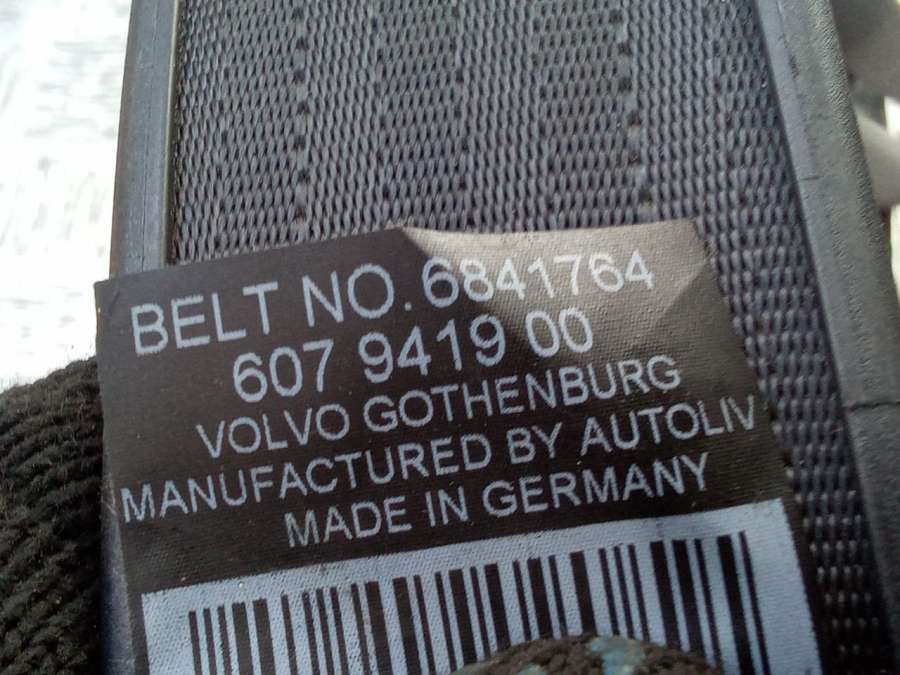 BELT NO. 6841764
607 9419 00
VOLVO GOTHENBURG
MANUFACTURED BY AUTOLIV
MADE IN GERMANY